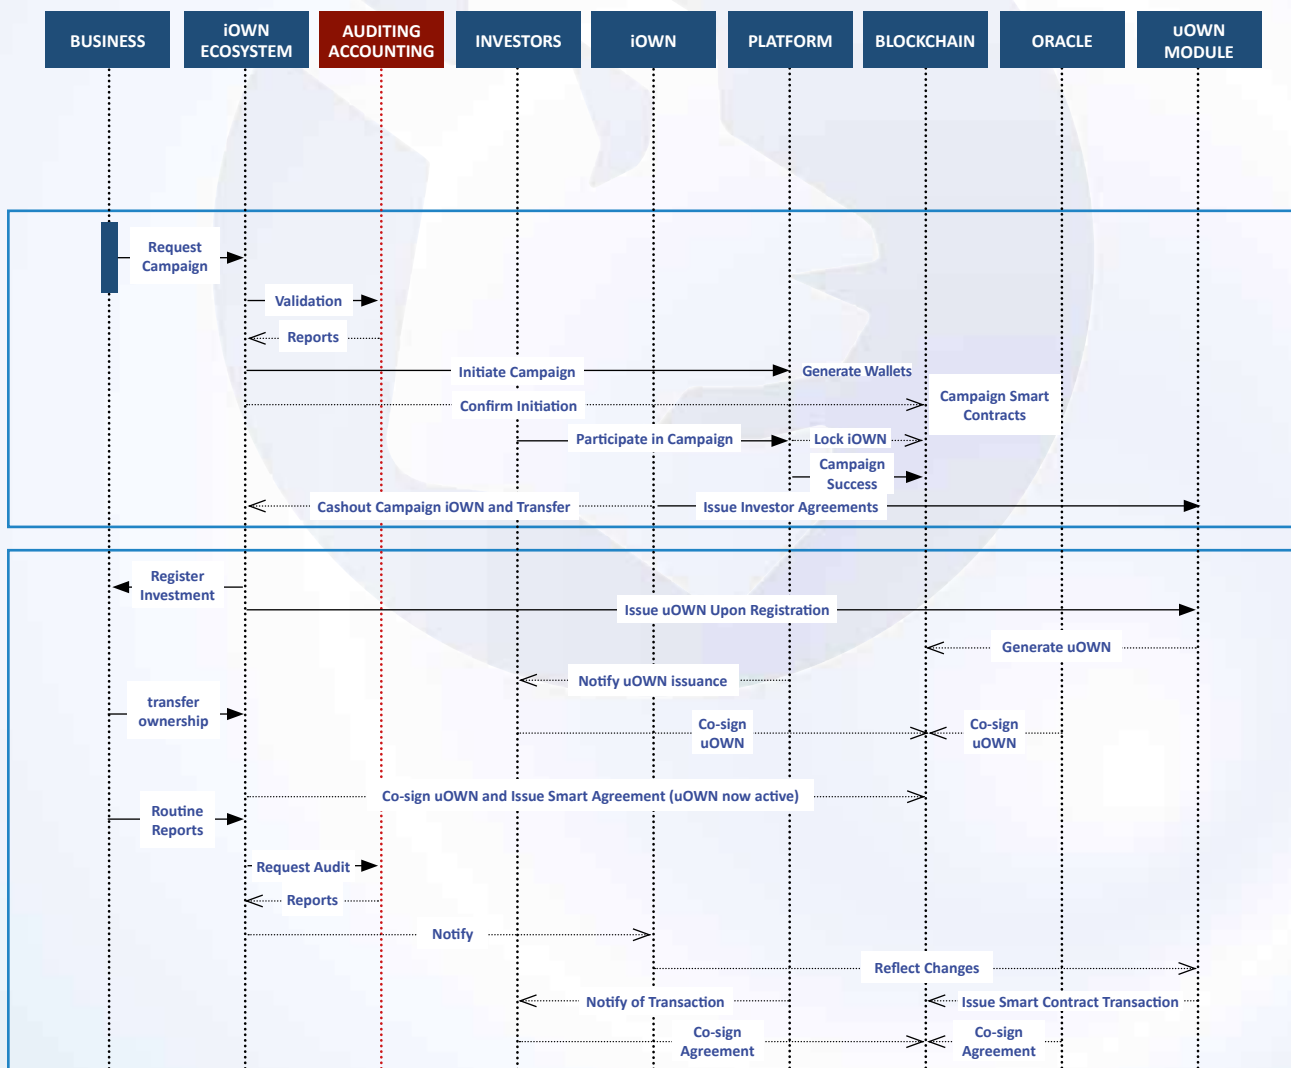 BUSINESS
iOWN
ECOSYSTEM
AUDITING
ACCOUNTING
INVESTORS
iOWN
PLATFORM
BLOCKCHAIN
ORACLE
uOWN
MODULE
Request
Campaign
Validation
Reports
Initiate Campaign
Generate Wallets
Confirm Initiation
Campaign Smart
Contracts
Participate in Campaign
Lock iOWN
Campaign
Success
Cashout Campaign iOWN and Transfer
Issue Investor Agreements
Register
Investment
Issue uOWN Upon Registration
Generate uOWN
Notify uOWN issuance
transfer
ownership
Co-sign
uOWN
Co-sign
uOWN
Co-sign uOWN and Issue Smart Agreement (uOWN now active)
Routine
Reports
Request Audit
Reports
Notify
Reflect Changes
Notify of Transaction
Issue Smart Contract Transaction
Co-sign
Agreement
Co-sign
Agreement